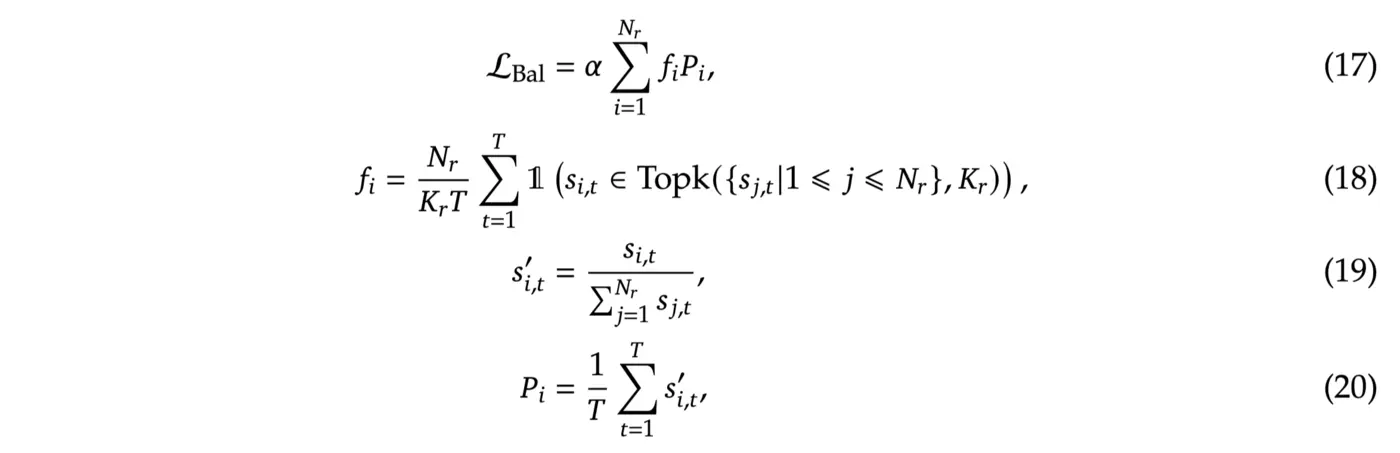 $$\mathcal{L}_{\mathrm{Bal}} = \alpha \sum_{i=1}^{N_r} f_i P_i, \quad (17)$$
$$f_i = \frac{N_r}{K_r T} \sum_{t=1}^{T} \mathbb{1} \left( s_{i,t} \in \mathrm{Topk}(\{ s_{j,t} | 1 \leqslant j \leqslant N_r \}, K_r) \right), \quad (18)$$
$$s'_{i,t} = \frac{s_{i,t}}{\sum_{j=1}^{N_r} s_{j,t}}, \quad (19)$$
$$P_i = \frac{1}{T} \sum_{t=1}^{T} s'_{i,t}, \quad (20)$$